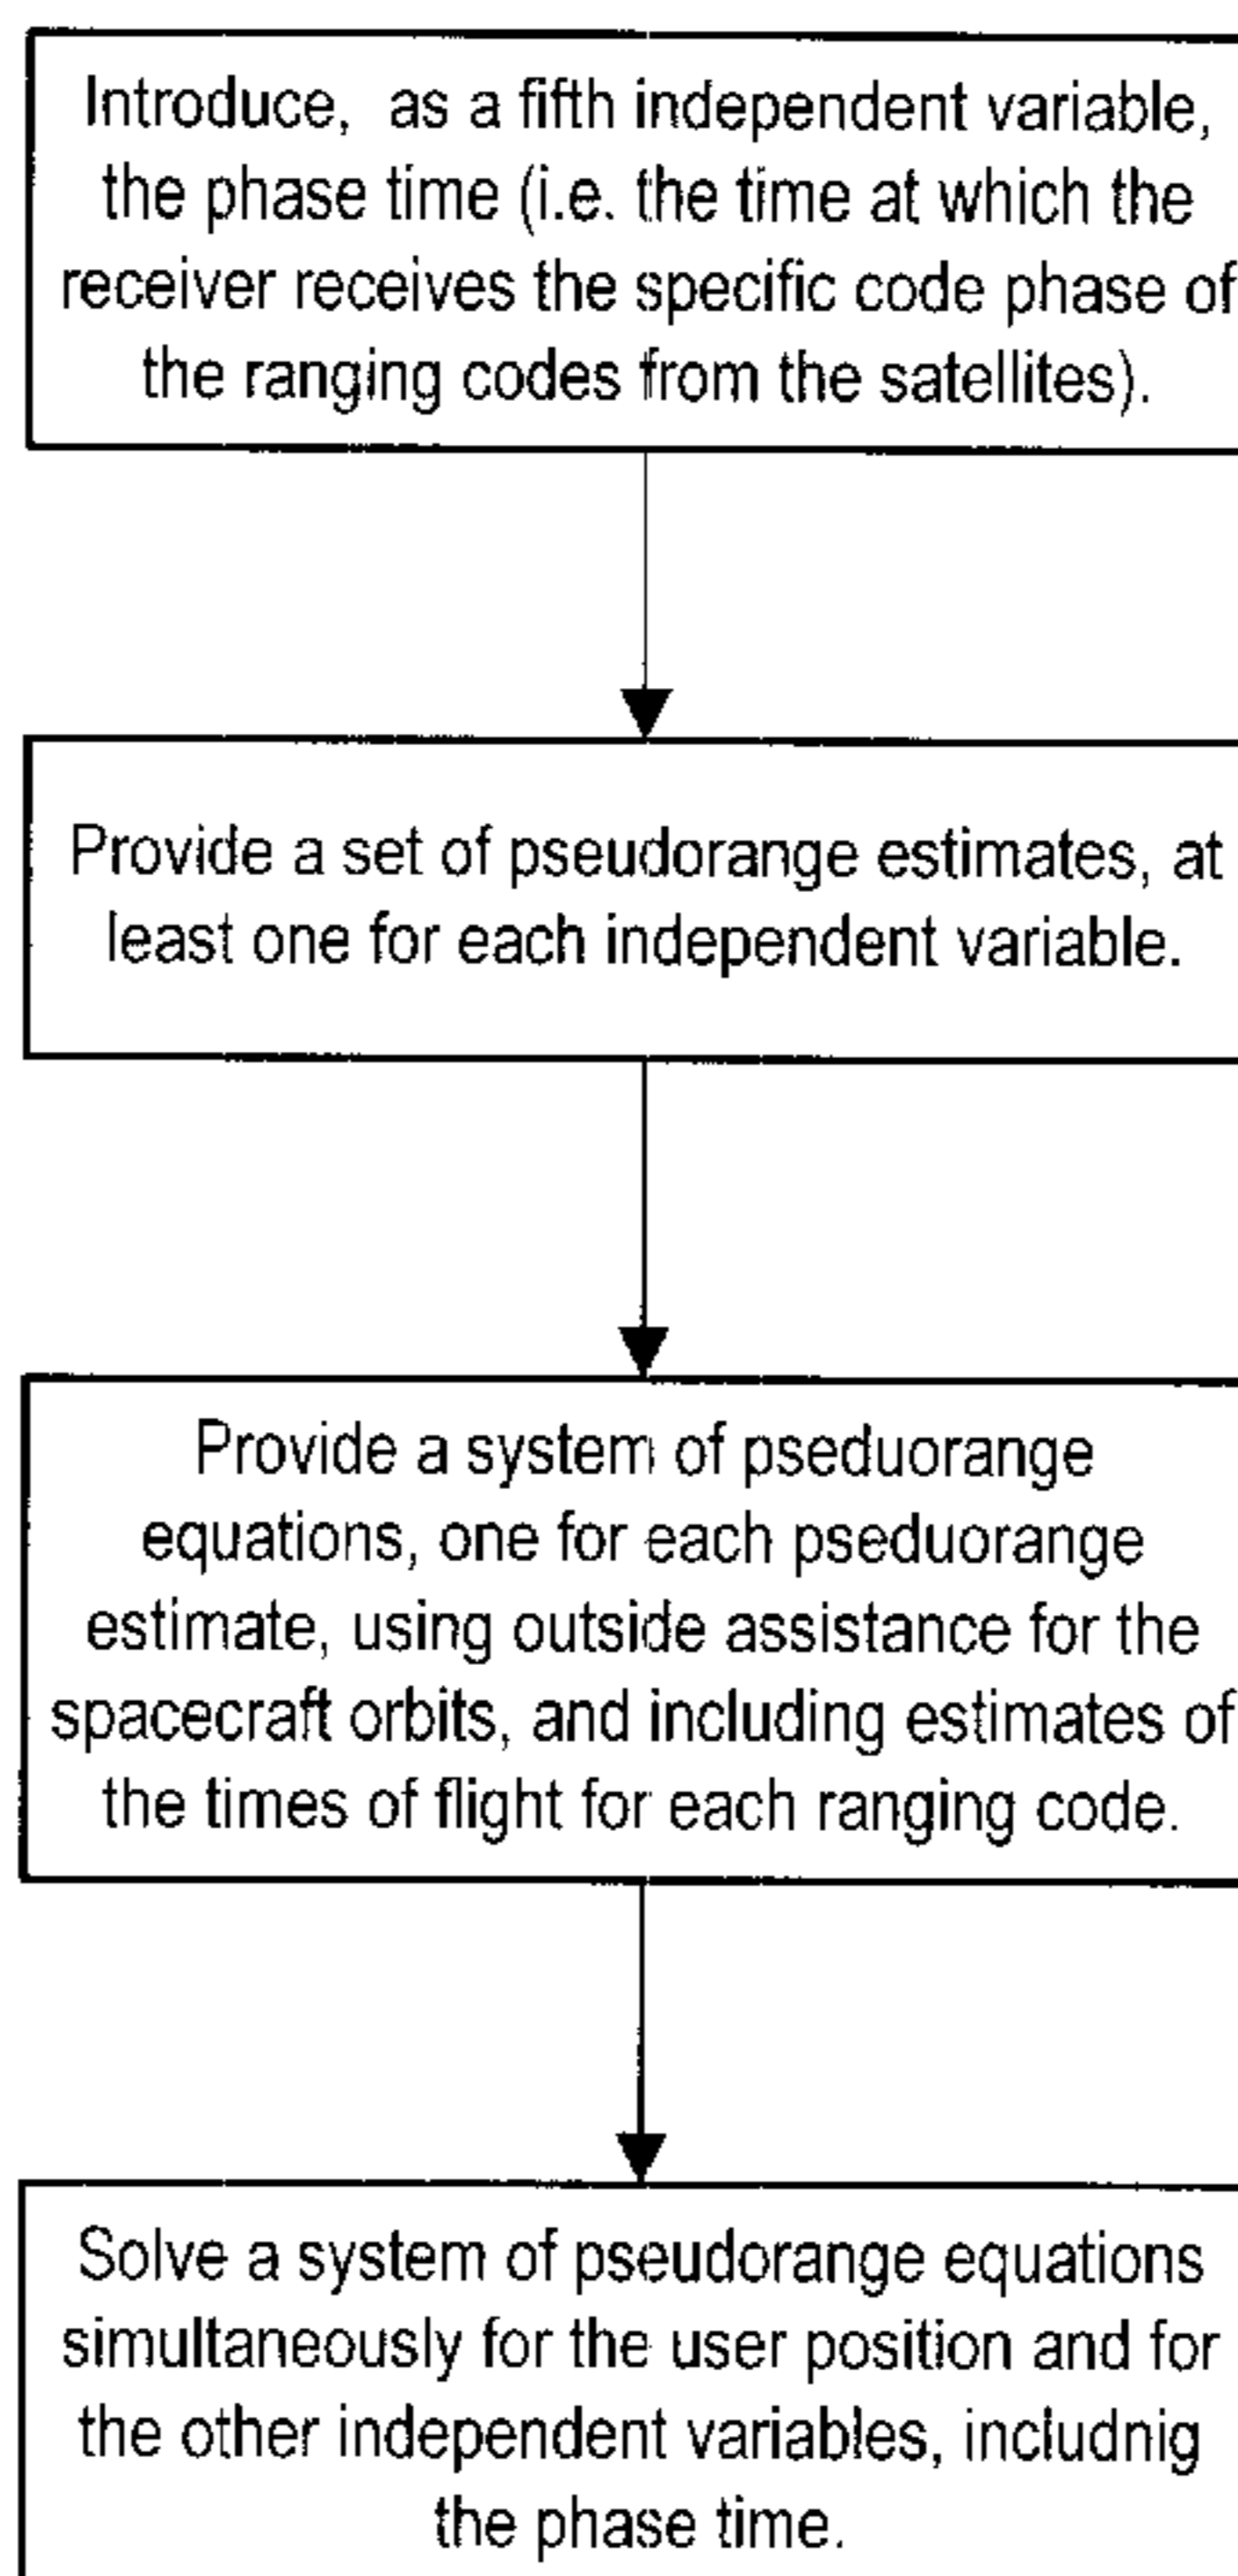 Introduce, as a fifth independent variable,
the phase time (i.e. the time at which the
receiver receives the specific code phase of
the ranging codes from the satellites).
Provide a set of pseudorange estimates, at
least one for each independent variable.
Provide a system of pseduorange
equations, one for each pseduorange
estimate, using outside assistance for the
spacecraft orbits, and including estimates of
the times of flight for each ranging code.
Solve a system of pseudorange equations
simultaneously for the user position and for
the other independent variables, includnig
the phase time.